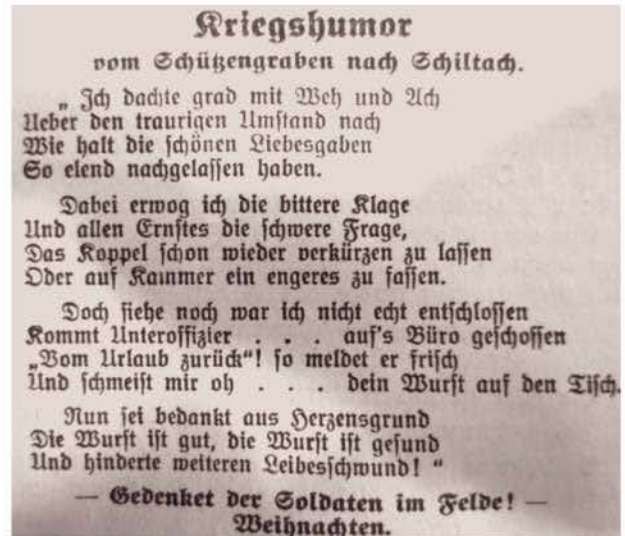 Kriegshumor
vom Schützengraben nach Schiltach.
„ Ich dachte grad mit Weh und Ach
Ueber den traurigen Umstand nach
Wie halt die schönen Liebesgaben
So elend nachgelassen haben.
Dabei erwog ich die bittere Klage
Und allen Ernstes die schwere Frage,
Das Koppel schon wieder verkürzen zu lassen
Oder auf Kammer ein engeres zu fassen.
Doch siehe noch war ich nicht echt entschlossen
Kommt Unteroffizier . . . auf's Büro geschossen
„Vom Urlaub zurück“! so meldet er frisch
Und schmeist mir oh . . . dein Wurst auf den Tisch.
Nun sei bedankt aus Herzensgrund
Die Wurst ist gut, die Wurst ist gesund
Und hinderte weiteren Leibesschwund! “
— Gedenket der Soldaten im Felde! —
Weihnachten.